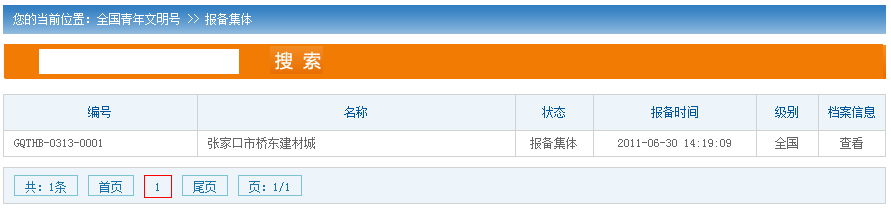 您的当前位置：全国青年文明号 >> 报备集体
搜 索
编号 名称 状态 报备时间 级别 档案信息
GQTHB-0313-0001 张家口市桥东建材城 报备集体 2011-06-30 14:19:09 全国 查看
共：1条 首页 1 尾页 页：1/1